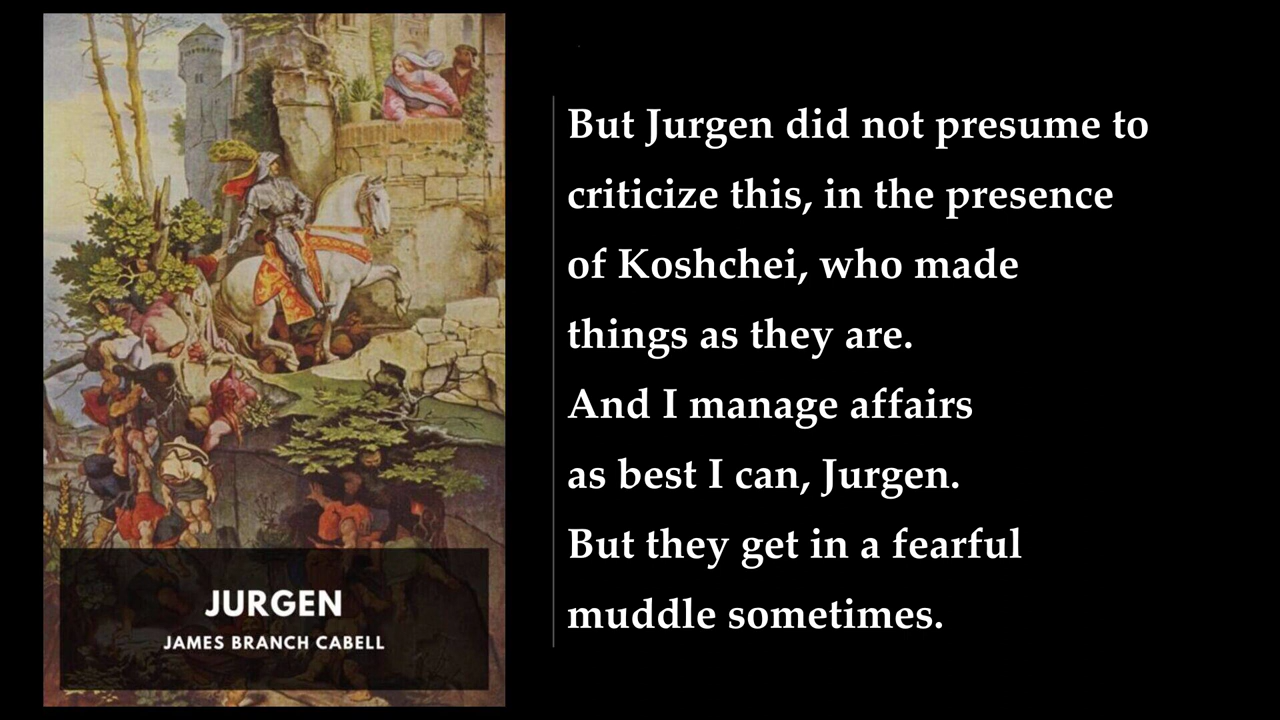 JURGEN
JAMES BRANCH CABELL
But Jurgen did not presume to
criticize this, in the presence
of Koshchei, who made
things as they are.
And I manage affairs
as best I can, Jurgen.
But they get in a fearful
muddle sometimes.